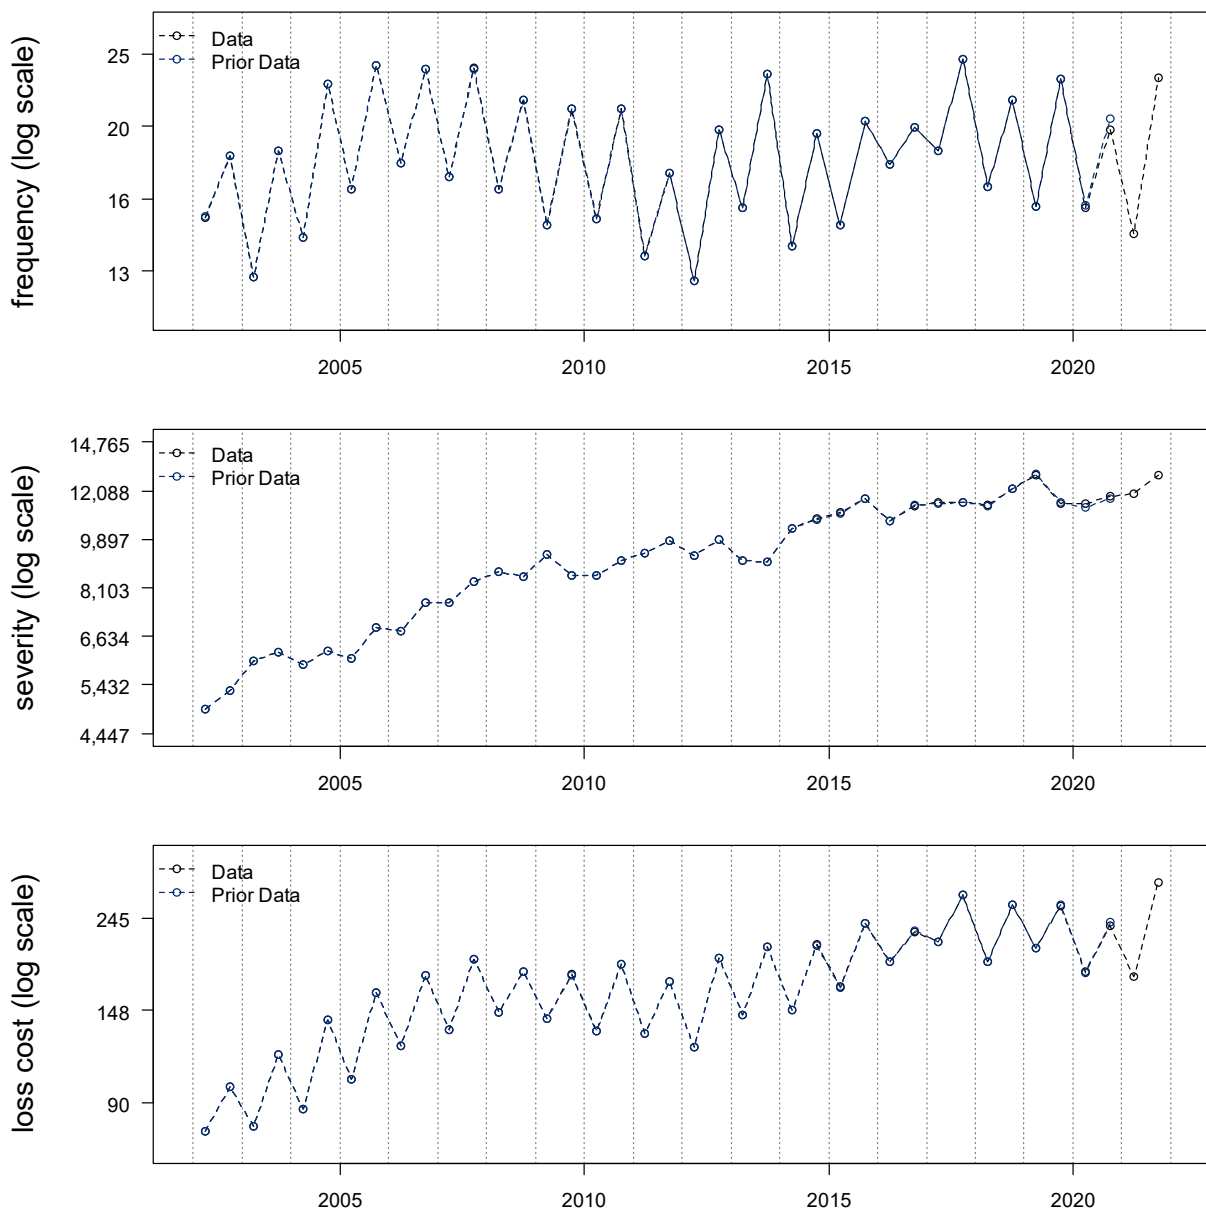 frequency (log scale)
Data
Prior Data
25
20
16
13
2005 2010 2015 2020
severity (log scale)
Data
Prior Data
14,765
12,088
9,897
8,103
6,634
5,432
4,447
2005 2010 2015 2020
loss cost (log scale)
Data
Prior Data
245
148
90
2005 2010 2015 2020